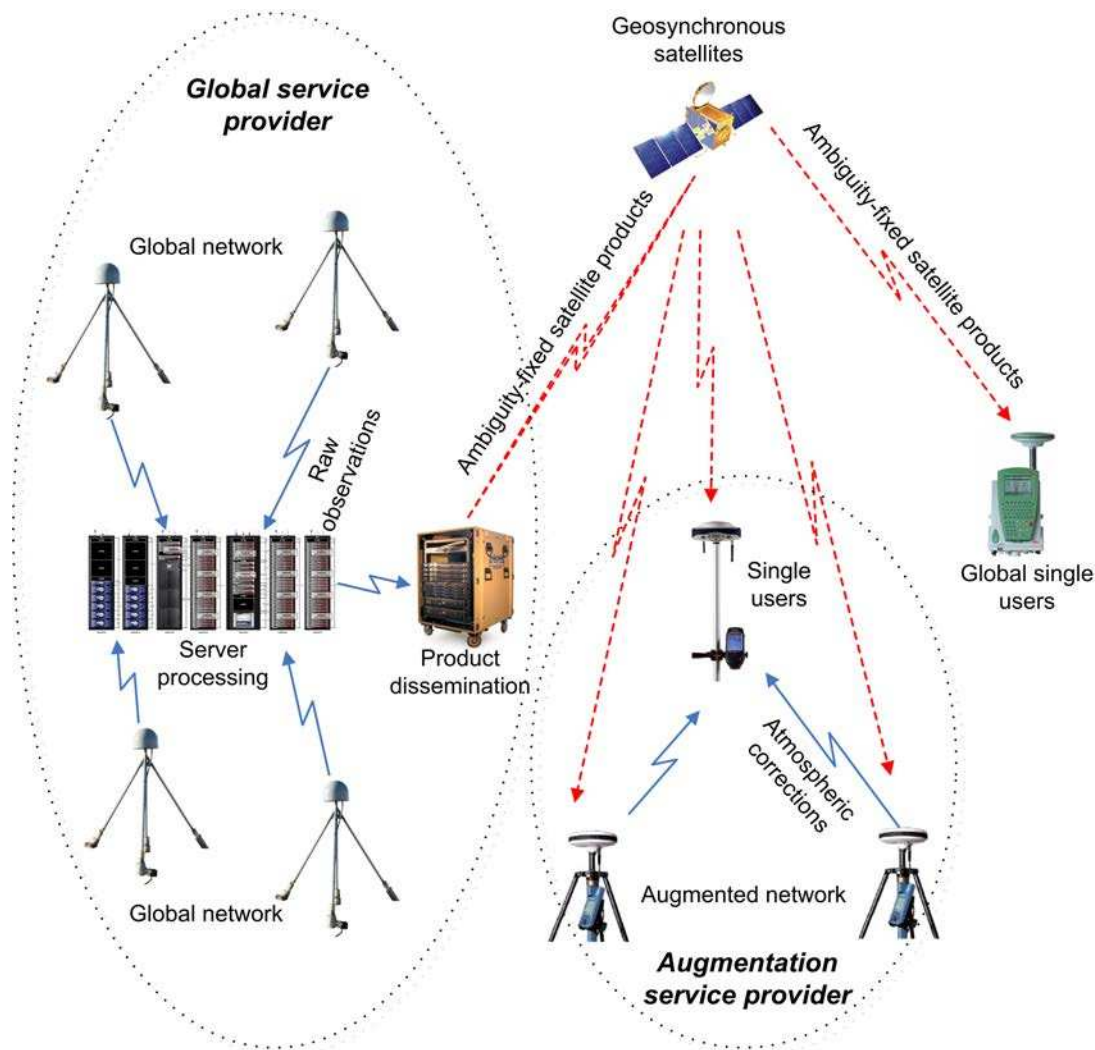 Geosynchronous
satellites
Global service
provider
Global network
Ambiguity-fixed satellite products
Ambiguity-fixed satellite products
Raw
observations
Server
processing
Product
dissemination
Single
users
Global single
users
Atmospheric
corrections
Global network
Augmented network
Augmentation
service provider